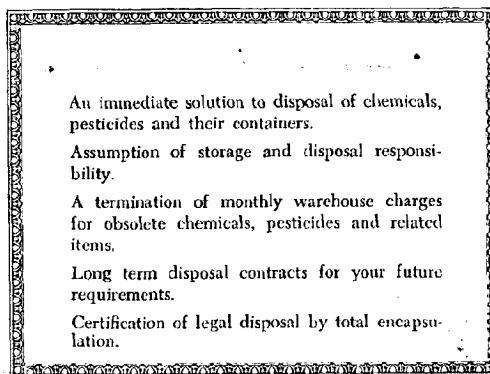 An immediate solution to disposal of chemicals,
pesticides and their containers.
Assumption of storage and disposal responsi-
bility.
A termination of monthly warehouse charges
for obsolete chemicals, pesticides and related
items.
Long term disposal contracts for your future
requirements.
Certification of legal disposal by total encapsu-
lation.